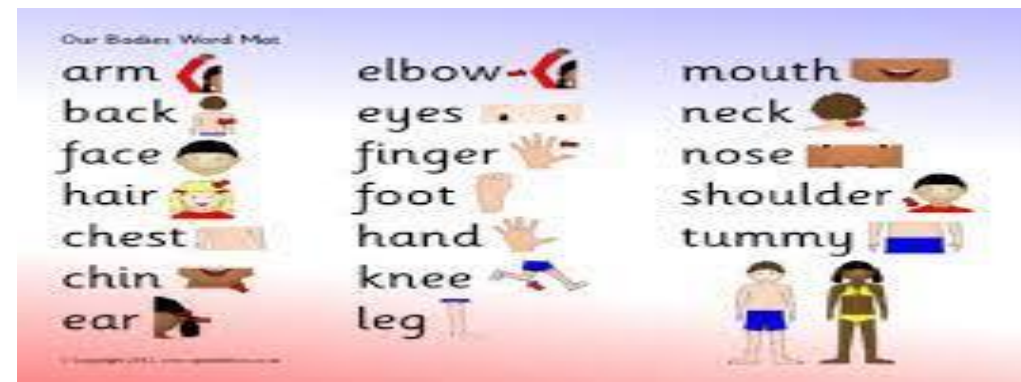 Our Bodies Word Mat
arm
back
face
hair
chest
chin
ear
elbow
eyes
finger
foot
hand
knee
leg
mouth
neck
nose
shoulder
tummy